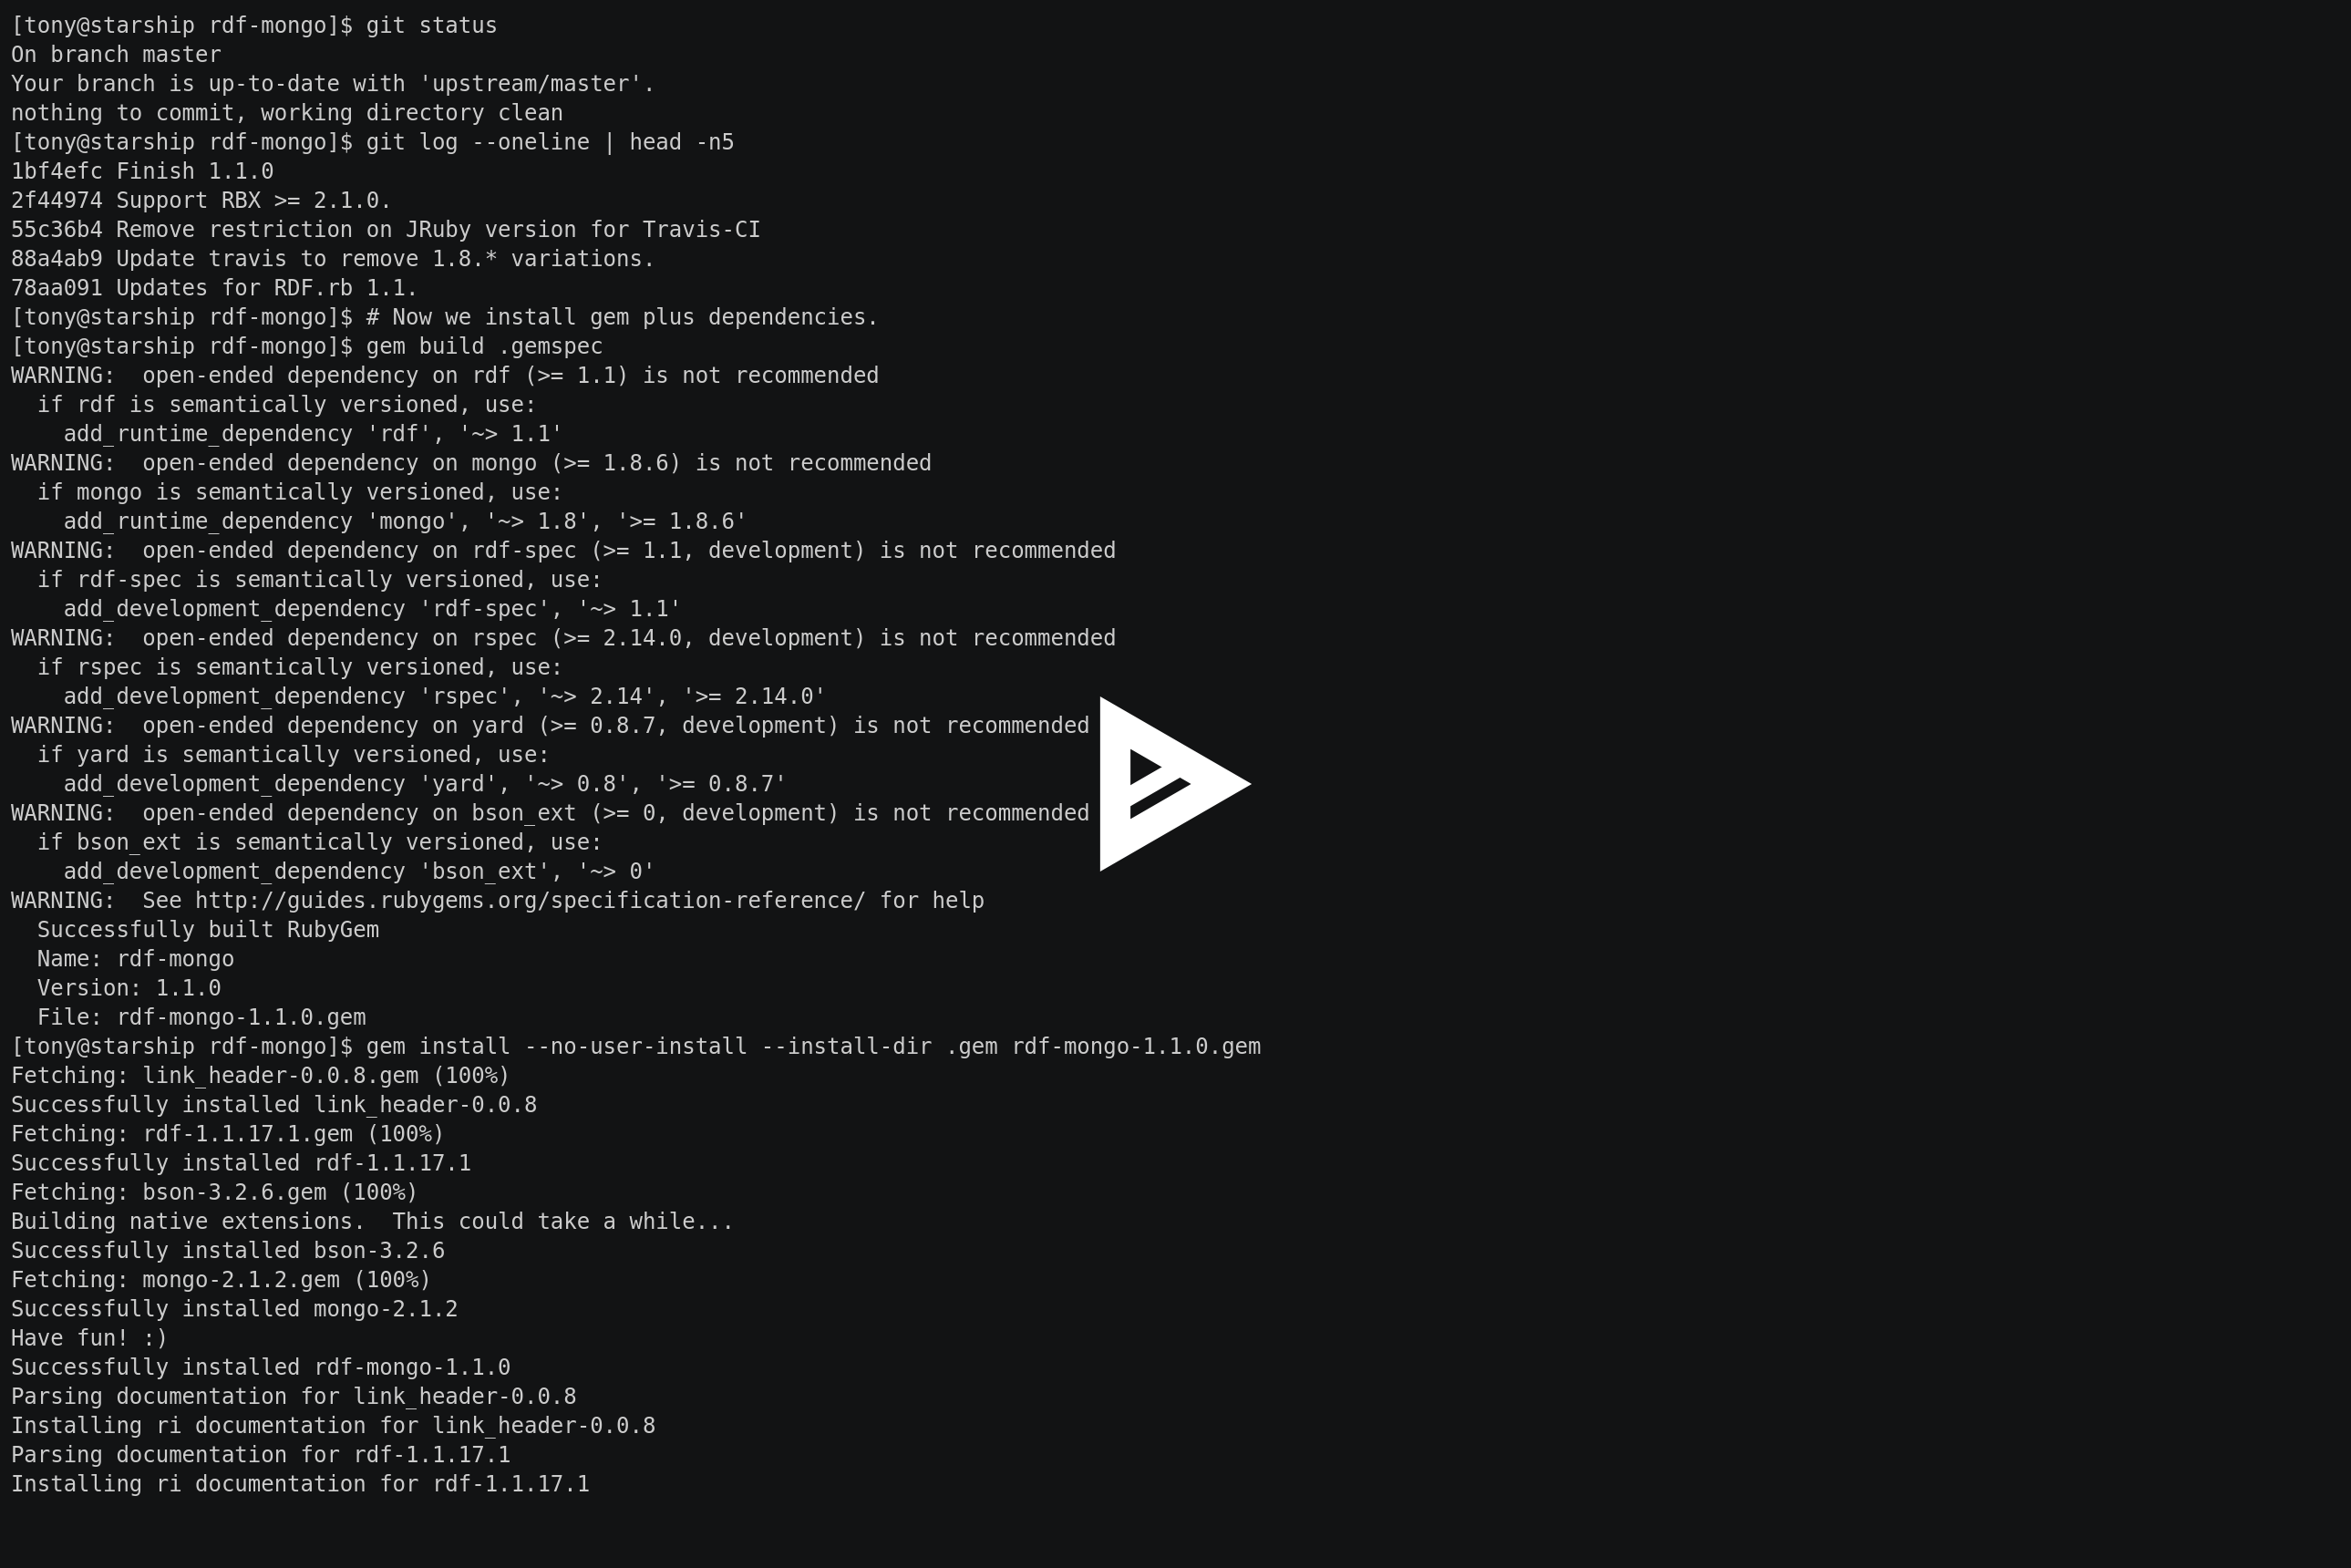 [tony@starship rdf-mongo]$ git status
On branch master
Your branch is up-to-date with 'upstream/master'.
nothing to commit, working directory clean
[tony@starship rdf-mongo]$ git log --oneline | head -n5
1bf4efc Finish 1.1.0
2f44974 Support RBX >= 2.1.0.
55c36b4 Remove restriction on JRuby version for Travis-CI
88a4ab9 Update travis to remove 1.8.* variations.
78aa091 Updates for RDF.rb 1.1.
[tony@starship rdf-mongo]$ # Now we install gem plus dependencies.
[tony@starship rdf-mongo]$ gem build .gemspec
WARNING:  open-ended dependency on rdf (>= 1.1) is not recommended
  if rdf is semantically versioned, use:
    add_runtime_dependency 'rdf', '~> 1.1'
WARNING:  open-ended dependency on mongo (>= 1.8.6) is not recommended
  if mongo is semantically versioned, use:
    add_runtime_dependency 'mongo', '~> 1.8', '>= 1.8.6'
WARNING:  open-ended dependency on rdf-spec (>= 1.1, development) is not recommended
  if rdf-spec is semantically versioned, use:
    add_development_dependency 'rdf-spec', '~> 1.1'
WARNING:  open-ended dependency on rspec (>= 2.14.0, development) is not recommended
  if rspec is semantically versioned, use:
    add_development_dependency 'rspec', '~> 2.14', '>= 2.14.0'
WARNING:  open-ended dependency on yard (>= 0.8.7, development) is not recommended
  if yard is semantically versioned, use:
    add_development_dependency 'yard', '~> 0.8', '>= 0.8.7'
WARNING:  open-ended dependency on bson_ext (>= 0, development) is not recommended
  if bson_ext is semantically versioned, use:
    add_development_dependency 'bson_ext', '~> 0'
WARNING:  See http://guides.rubygems.org/specification-reference/ for help
  Successfully built RubyGem
  Name: rdf-mongo
  Version: 1.1.0
  File: rdf-mongo-1.1.0.gem
[tony@starship rdf-mongo]$ gem install --no-user-install --install-dir .gem rdf-mongo-1.1.0.gem
Fetching: link_header-0.0.8.gem (100%)
Successfully installed link_header-0.0.8
Fetching: rdf-1.1.17.1.gem (100%)
Successfully installed rdf-1.1.17.1
Fetching: bson-3.2.6.gem (100%)
Building native extensions.  This could take a while...
Successfully installed bson-3.2.6
Fetching: mongo-2.1.2.gem (100%)
Successfully installed mongo-2.1.2
Have fun! :)
Successfully installed rdf-mongo-1.1.0
Parsing documentation for link_header-0.0.8
Installing ri documentation for link_header-0.0.8
Parsing documentation for rdf-1.1.17.1
Installing ri documentation for rdf-1.1.17.1